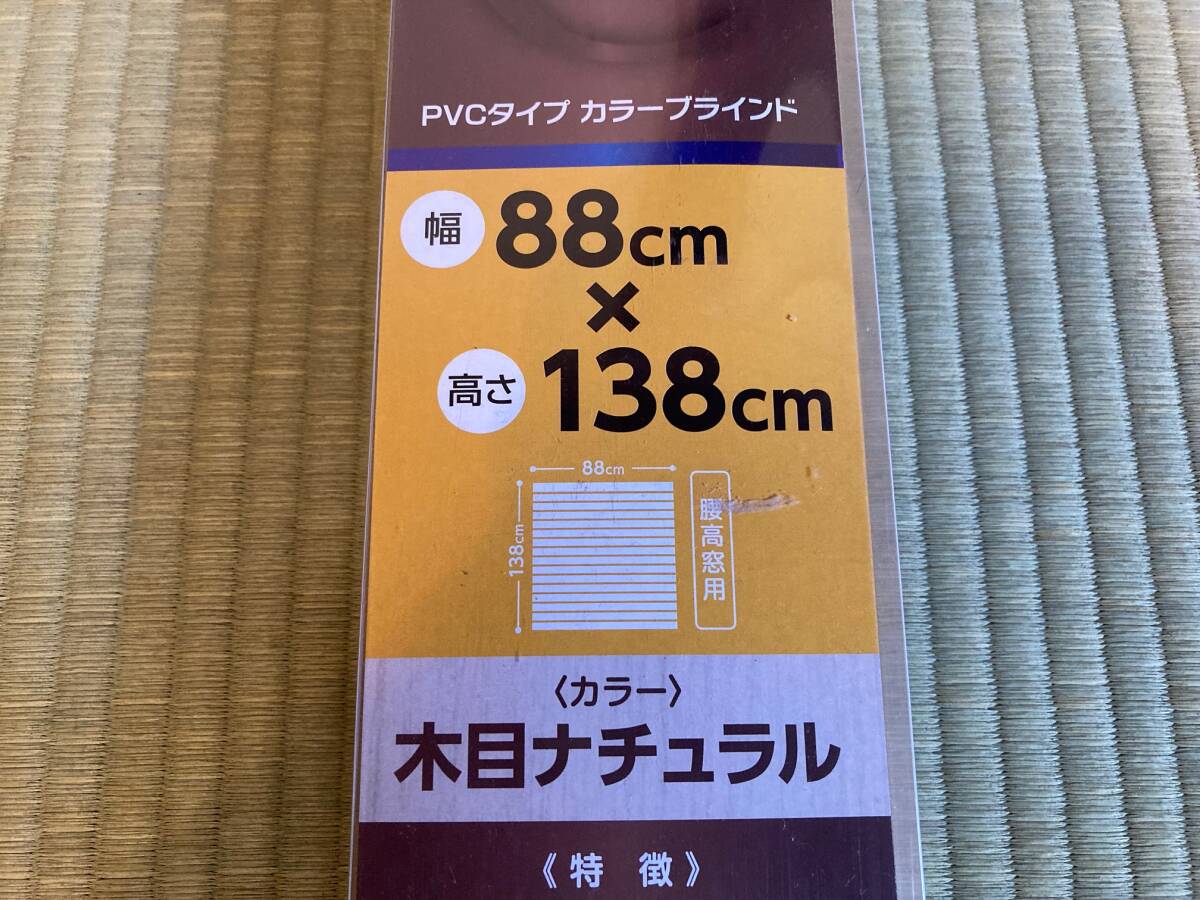 PVCタイプ カラーブラインド
幅 88cm
×
高さ 138cm
88cm
138cm
腰高窓用
〈カラー〉
木目ナチュラル
《特 徴》